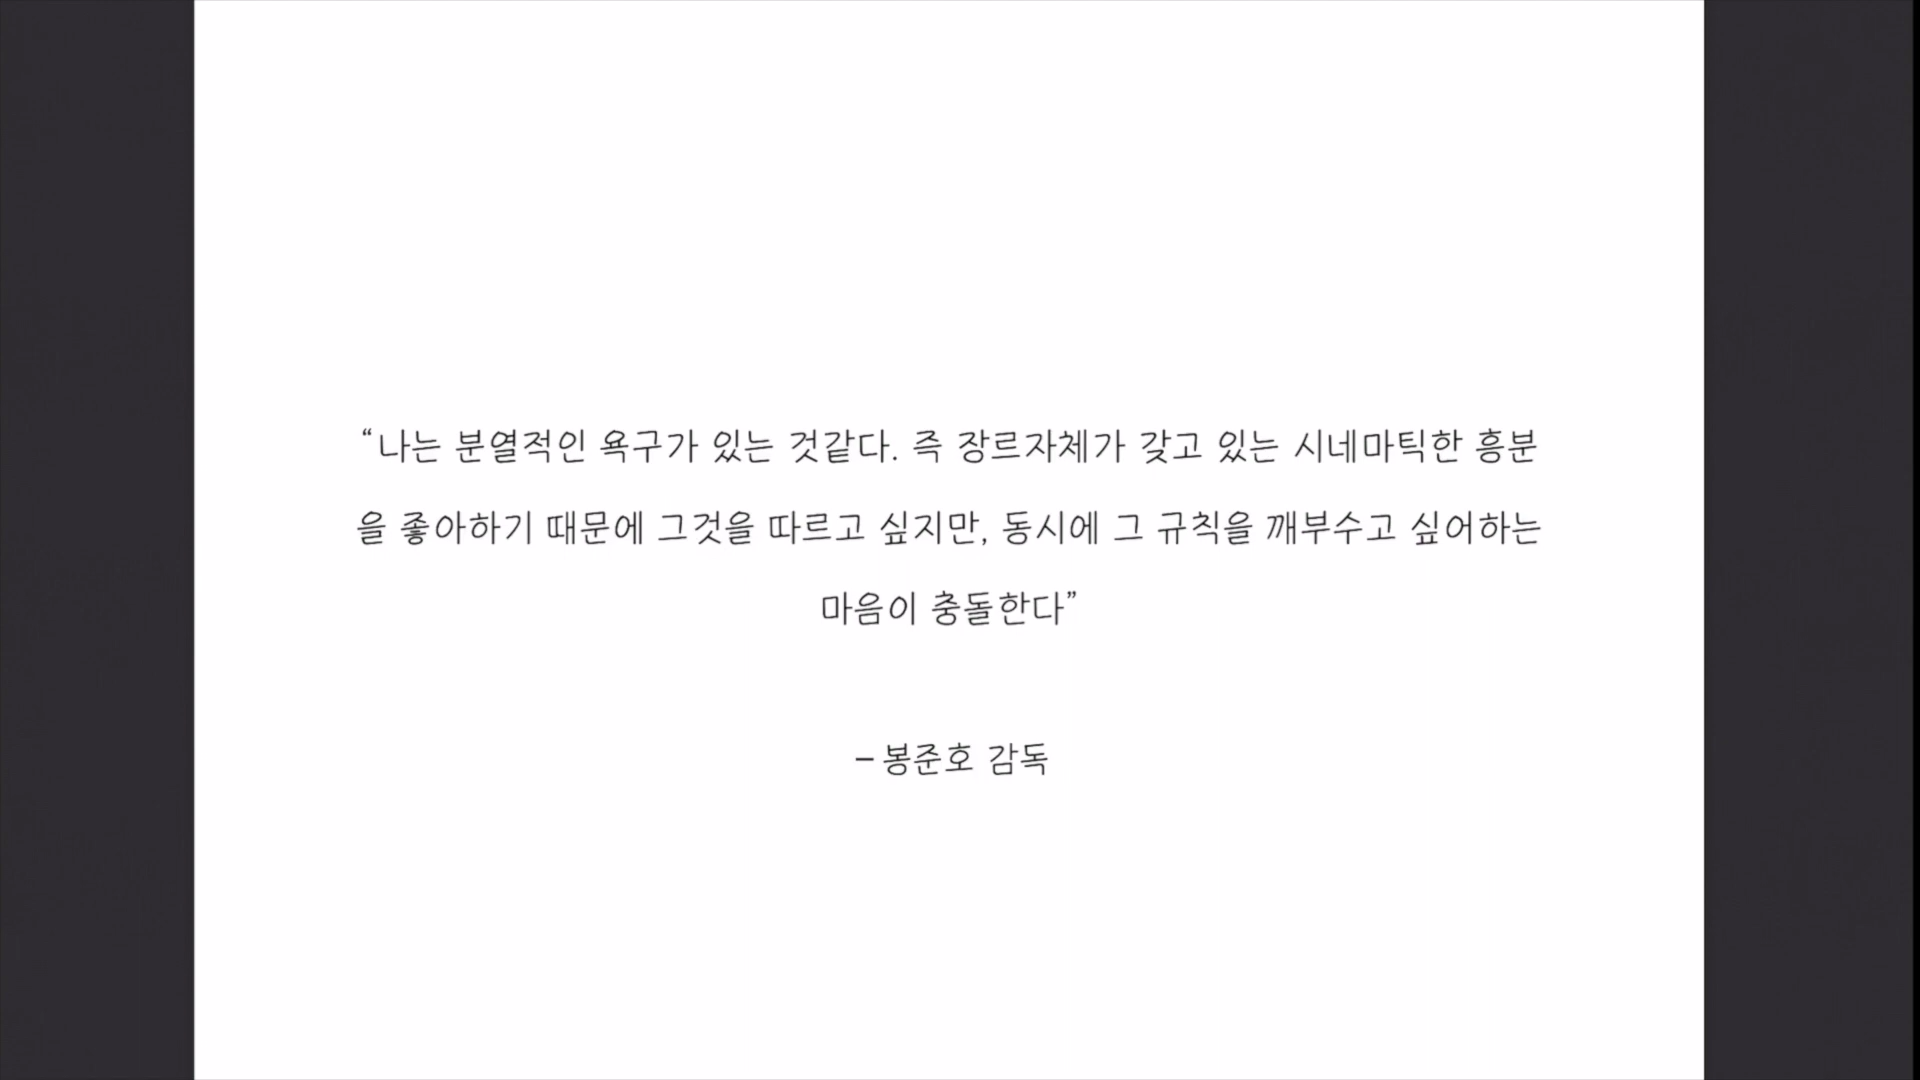 “나는 분열적인 욕구가 있는 것같다. 즉 장르자체가 갖고 있는 시네마틱한 흥분
을 좋아하기 때문에 그것을 따르고 싶지만, 동시에 그 규칙을 깨부수고 싶어하는
마음이 충돌한다”
– 봉준호 감독